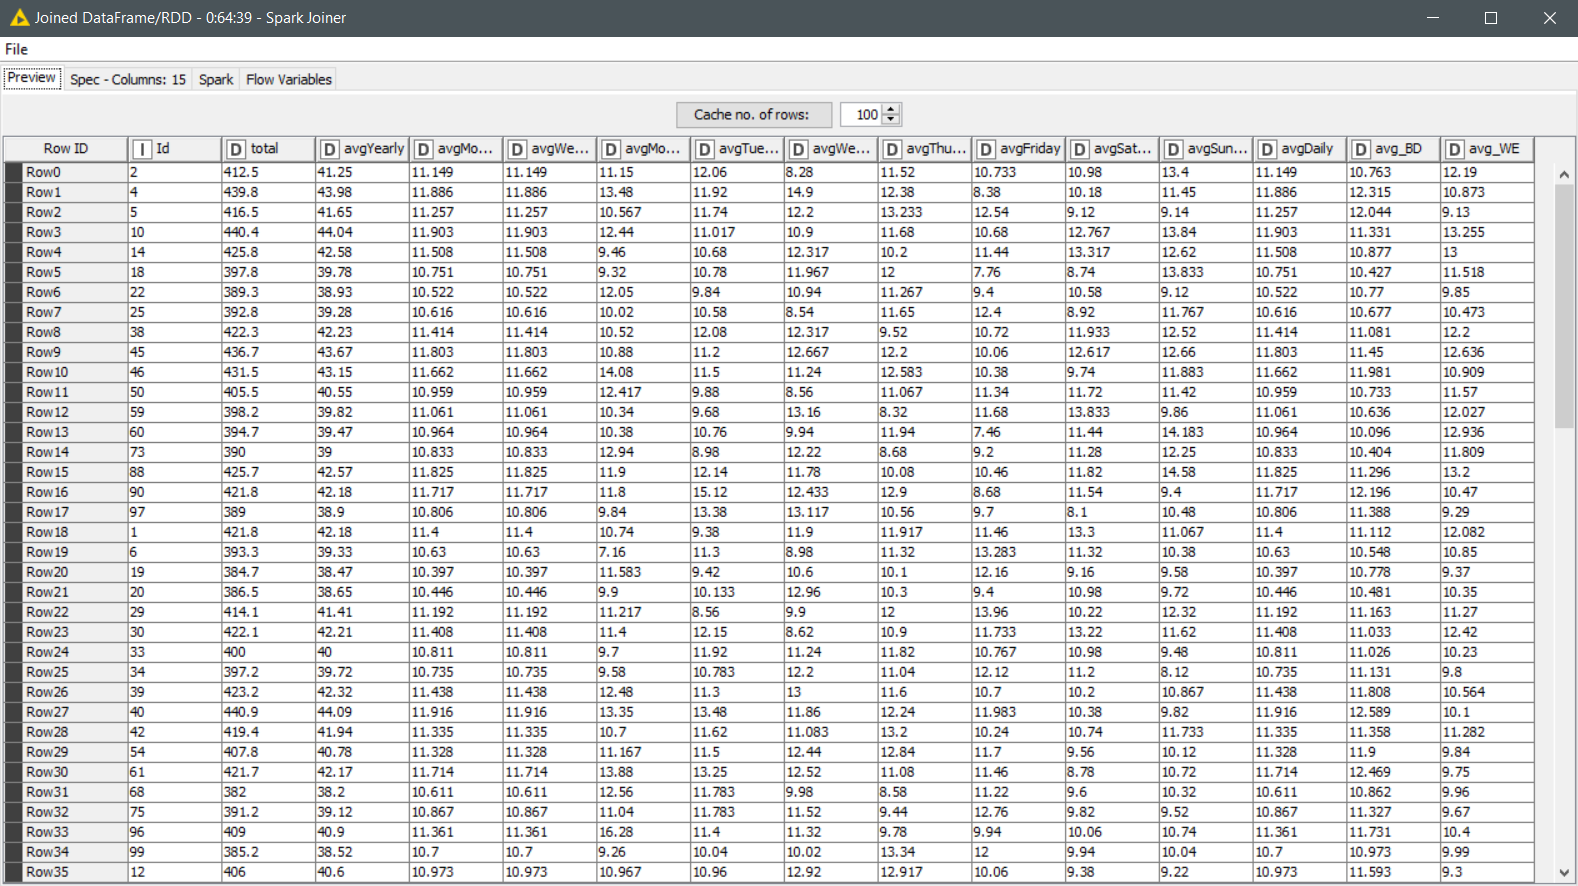 Joined DataFrame/RDD - 0:64:39 - Spark Joiner
File
Preview Spec - Columns: 15 Spark Flow Variables
Cache no. of rows: 100
Row ID I Id D total D avgYearly D avgMo... D avgWe... D avgMo... D avgTue... D avgWe... D avgThu... D avgFriday D avgSat... D avgSun... D avgDaily D avg_BD D avg_WE
Row0 2 412.5 41.25 11.149 11.149 11.15 12.06 8.28 11.52 10.733 10.98 13.4 11.149 10.763 12.19
Row1 4 439.8 43.98 11.886 11.886 13.48 11.92 14.9 12.38 8.38 10.18 11.45 11.886 12.315 10.873
Row2 5 416.5 41.65 11.257 11.257 10.567 11.74 12.2 13.233 12.54 9.12 9.14 11.257 12.044 9.13
Row3 10 440.4 44.04 11.903 11.903 12.44 11.017 10.9 11.68 10.68 12.767 13.84 11.903 11.331 13.255
Row4 14 425.8 42.58 11.508 11.508 9.46 10.68 12.317 10.2 11.44 13.317 12.62 11.508 10.877 13
Row5 18 397.8 39.78 10.751 10.751 9.32 10.78 11.967 12 7.76 8.74 13.833 10.751 10.427 11.518
Row6 22 389.3 38.93 10.522 10.522 12.05 9.84 10.94 11.267 9.4 10.58 9.12 10.522 10.77 9.85
Row7 25 392.8 39.28 10.616 10.616 10.02 10.58 8.54 11.65 12.4 8.92 11.767 10.616 10.677 10.473
Row8 38 422.3 42.23 11.414 11.414 10.52 12.08 12.317 9.52 10.72 11.933 12.52 11.414 11.081 12.2
Row9 45 436.7 43.67 11.803 11.803 10.88 11.2 12.667 12.2 10.06 12.617 12.66 11.803 11.45 12.636
Row10 46 431.5 43.15 11.662 11.662 14.08 11.5 11.24 12.583 10.38 9.74 11.883 11.662 11.981 10.909
Row11 50 405.5 40.55 10.959 10.959 12.417 9.88 8.56 11.067 11.34 11.72 11.42 10.959 10.733 11.57
Row12 59 398.2 39.82 11.061 11.061 10.34 9.68 13.16 8.32 11.68 13.833 9.86 11.061 10.636 12.027
Row13 60 394.7 39.47 10.964 10.964 10.38 10.76 9.94 11.94 7.46 11.44 14.183 10.964 10.096 12.936
Row14 73 390 39 10.833 10.833 12.94 8.98 12.22 8.68 9.2 11.28 12.25 10.833 10.404 11.809
Row15 88 425.7 42.57 11.825 11.825 11.9 12.14 11.78 10.08 10.46 11.82 14.58 11.825 11.296 13.2
Row16 90 421.8 42.18 11.717 11.717 11.8 15.12 12.433 12.9 8.68 11.54 9.4 11.717 12.196 10.47
Row17 97 389 38.9 10.806 10.806 9.84 13.38 13.117 10.56 9.7 8.1 10.48 10.806 11.388 9.29
Row18 1 421.8 42.18 11.4 11.4 10.74 9.38 11.9 11.917 11.46 13.3 11.067 11.4 11.112 12.082
Row19 6 393.3 39.33 10.63 10.63 7.16 11.3 8.98 11.32 13.283 11.32 10.38 10.63 10.548 10.85
Row20 19 384.7 38.47 10.397 10.397 11.583 9.42 10.6 10.1 12.16 9.16 9.58 10.397 10.778 9.37
Row21 20 386.5 38.65 10.446 10.446 9.9 10.133 12.96 10.3 9.4 10.98 9.72 10.446 10.481 10.35
Row22 29 414.1 41.41 11.192 11.192 11.217 8.56 9.9 12 13.96 10.22 12.32 11.192 11.163 11.27
Row23 30 422.1 42.21 11.408 11.408 11.4 12.15 8.62 10.9 11.733 13.22 11.62 11.408 11.033 12.42
Row24 33 400 40 10.811 10.811 9.7 11.92 11.24 11.82 10.767 10.98 9.48 10.811 11.026 10.23
Row25 34 397.2 39.72 10.735 10.735 9.58 10.783 12.2 11.04 12.12 11.2 8.12 10.735 11.131 9.8
Row26 39 423.2 42.32 11.438 11.438 12.48 11.3 13 11.6 10.7 10.2 10.867 11.438 11.808 10.564
Row27 40 440.9 44.09 11.916 11.916 13.35 13.48 11.86 12.24 11.983 10.38 9.82 11.916 12.589 10.1
Row28 42 419.4 41.94 11.335 11.335 10.7 11.62 11.083 13.2 10.24 10.74 11.733 11.335 11.358 11.282
Row29 54 407.8 40.78 11.328 11.328 11.167 11.5 12.44 12.84 11.7 9.56 10.12 11.328 11.9 9.84
Row30 61 421.7 42.17 11.714 11.714 13.88 13.25 12.52 11.08 11.46 8.78 10.72 11.714 12.469 9.75
Row31 68 382 38.2 10.611 10.611 12.56 11.783 9.98 8.58 11.22 9.6 10.32 10.611 10.862 9.96
Row32 75 391.2 39.12 10.867 10.867 11.04 11.783 11.52 9.44 12.76 9.82 9.52 10.867 11.327 9.67
Row33 96 409 40.9 11.361 11.361 16.28 11.4 11.32 9.78 9.94 10.06 10.74 11.361 11.731 10.4
Row34 99 385.2 38.52 10.7 10.7 9.26 10.04 10.02 13.34 12 9.94 10.04 10.7 10.973 9.99
Row35 12 406 40.6 10.973 10.973 10.967 10.96 12.92 12.917 10.06 9.38 9.22 10.973 11.593 9.3